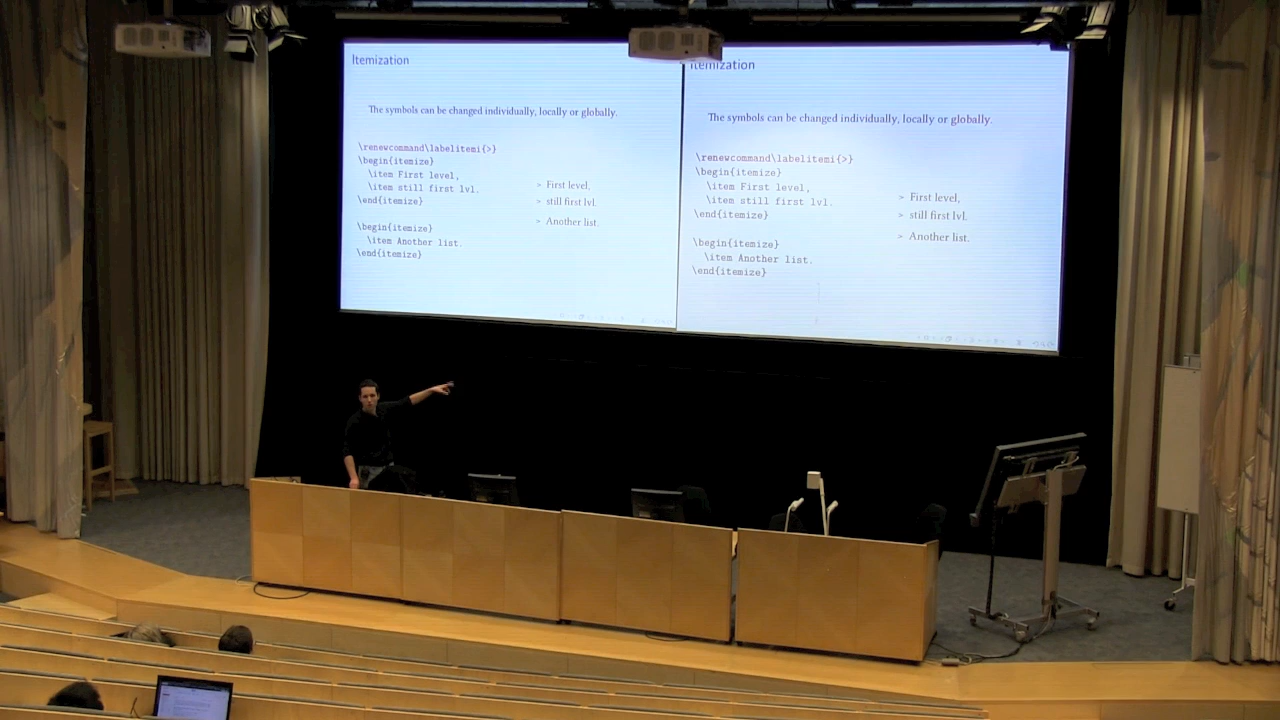 Itemization
The symbols can be changed individually, locally or globally.
\renewcommand\labelitemi{>}
\begin{itemize}
\item First level,
\item still first lvl.
\end{itemize}
\begin{itemize}
\item Another list.
\end{itemize}
> First level,
> still first lvl.
> Another list.
Itemization
The symbols can be changed individually, locally or globally.
\renewcommand\labelitemi{>}
\begin{itemize}
\item First level,
\item still first lvl.
\end{itemize}
\begin{itemize}
\item Another list.
\end{itemize}
> First level,
> still first lvl.
> Another list.